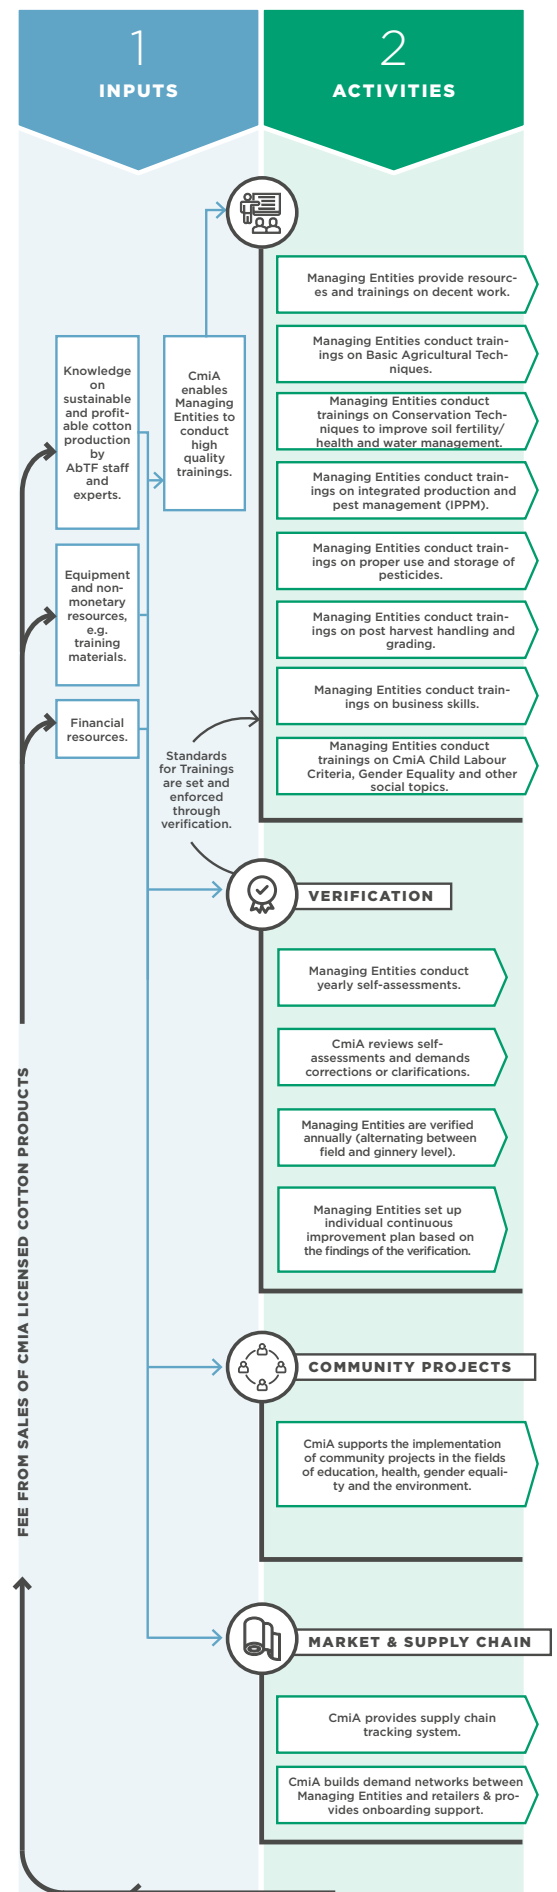 1
INPUTS
2
ACTIVITIES
Knowledge
on
sustainable
and profit-
able cotton
production
by
AbTF staff
and
experts.
Equipment
and non-
monetary
resources,
e.g.
training
materials.
Financial
resources.
CmiA
enables
Managing
Entities to
conduct
high
quality
trainings.
Managing Entities provide resourc-
es and trainings on decent work.
Managing Entities conduct train-
ings on Basic Agricultural Tech-
niques.
Managing Entities conduct
trainings on Conservation Tech-
niques to improve soil fertility/
health and water management.
Managing Entities conduct train-
ings on integrated production and
pest management (IPPM).
Managing Entities conduct train-
ings on proper use and storage of
pesticides.
Managing Entities conduct train-
ings on post harvest handling and
grading.
Managing Entities conduct train-
ings on business skills.
Managing Entities conduct
trainings on CmiA Child Labour
Criteria, Gender Equality and other
social topics.
Standards
for Trainings
are set and
enforced
through
verification.
VERIFICATION
Managing Entities conduct
yearly self-assessments.
CmiA reviews self-
assessments and demands
corrections or clarifications.
Managing Entities are verified
annually (alternating between
field and ginnery level).
Managing Entities set up
individual continuous
improvement plan based on
the findings of the verification.
FEE FROM SALES OF CMIA LICENSED COTTON PRODUCTS
COMMUNITY PROJECTS
CmiA supports the implementation
of community projects in the fields
of education, health, gender equali-
ty and the environment.
MARKET & SUPPLY CHAIN
CmiA provides supply chain
tracking system.
CmiA builds demand networks between
Managing Entities and retailers & pro-
vides onboarding support.